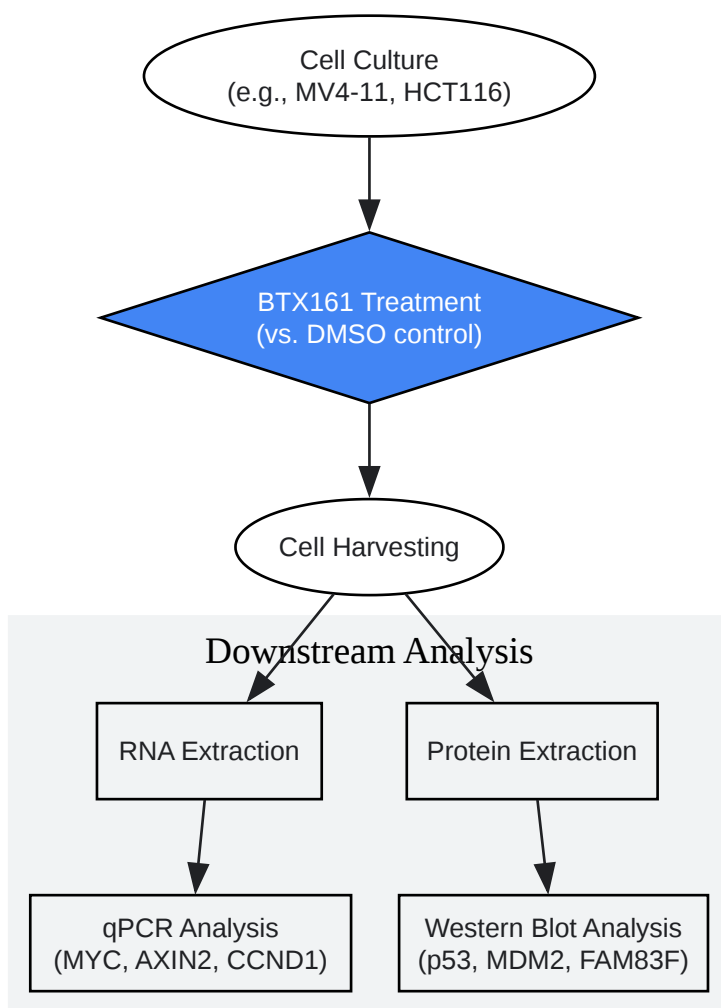 Cell Culture
(e.g., MV4-11, HCT116)
BTX161 Treatment
(vs. DMSO control)
Cell Harvesting
Downstream Analysis
RNA Extraction
Protein Extraction
qPCR Analysis
(MYC, AXIN2, CCND1)
Western Blot Analysis
(p53, MDM2, FAM83F)